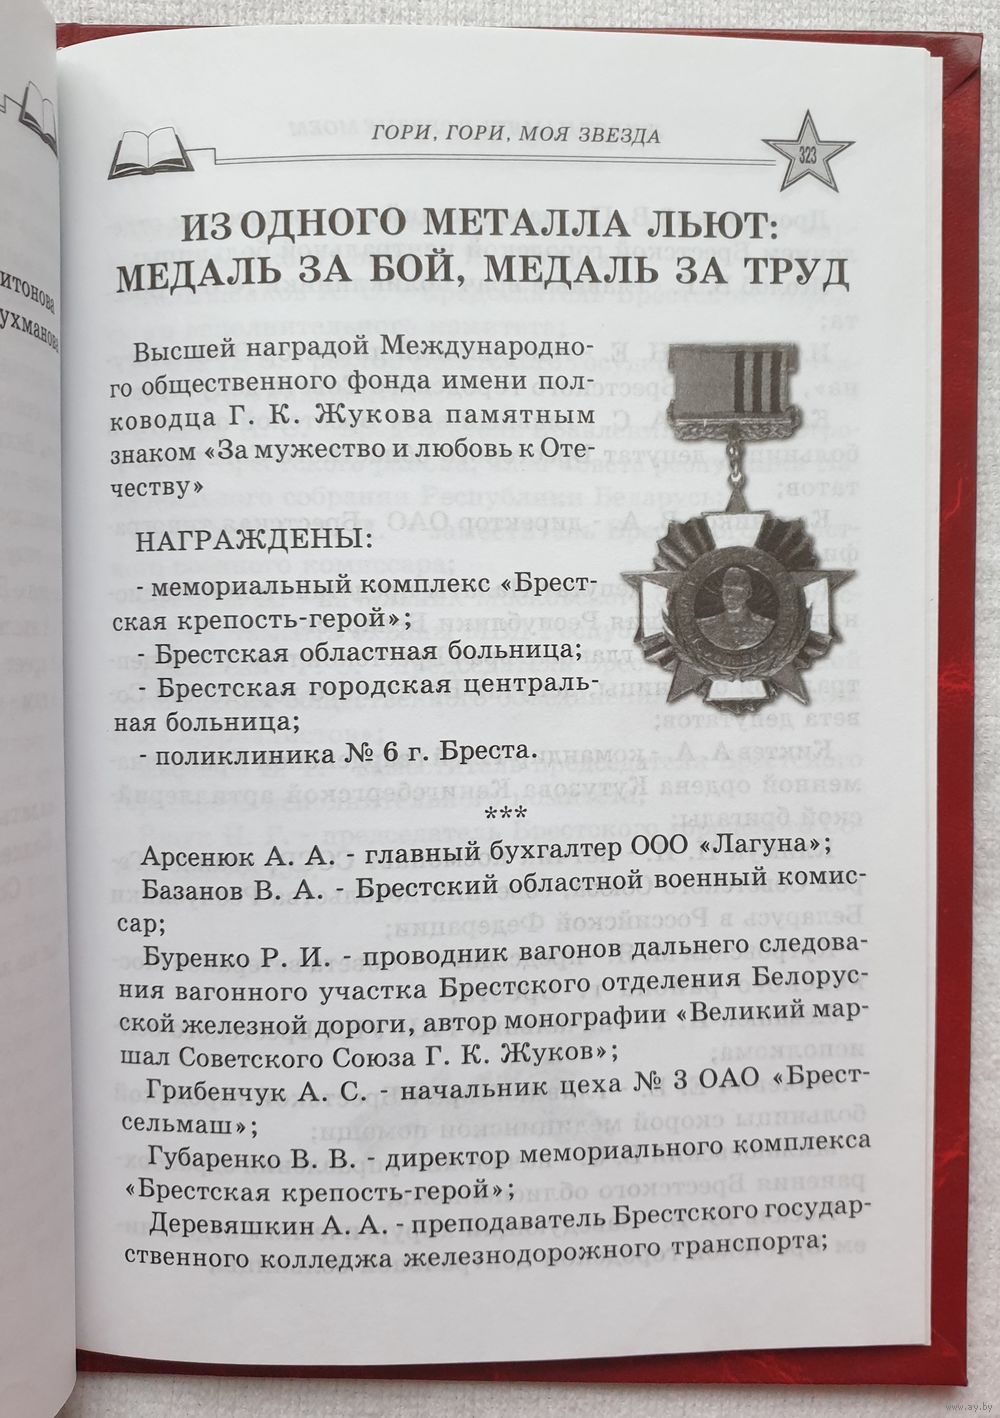 ГОРИ, ГОРИ, МОЯ ЗВЕЗДА
323
ИЗ ОДНОГО МЕТАЛЛА ЛЬЮТ:
МЕДАЛЬ ЗА БОЙ, МЕДАЛЬ ЗА ТРУД
итонова
ухманова
Высшей наградой Международно-
го общественного фонда имени пол-
ководца Г. К. Жукова памятным
знаком «За мужество и любовь к Оте-
честву»
НАГРАЖДЕНЫ:
- мемориальный комплекс «Брест-
ская крепость-герой»;
- Брестская областная больница;
- Брестская городская централь-
ная больница;
- поликлиника № 6 г. Бреста.
***
Арсенюк А. А. - главный бухгалтер ООО «Лагуна»;
Базанов В. А. - Брестский областной военный комис-
сар;
Буренко Р. И. - проводник вагонов дальнего следова-
ния вагонного участка Брестского отделения Белорус-
ской железной дороги, автор монографии «Великий мар-
шал Советского Союза Г. К. Жуков»;
Грибенчук А. С. - начальник цеха № 3 ОАО «Брест-
сельмаш»;
Губаренко В. В. - директор мемориального комплекса
«Брестская крепость-герой»;
Деревяшкин А. А. - преподаватель Брестского государ-
ственного колледжа железнодорожного транспорта;
www.ay.by